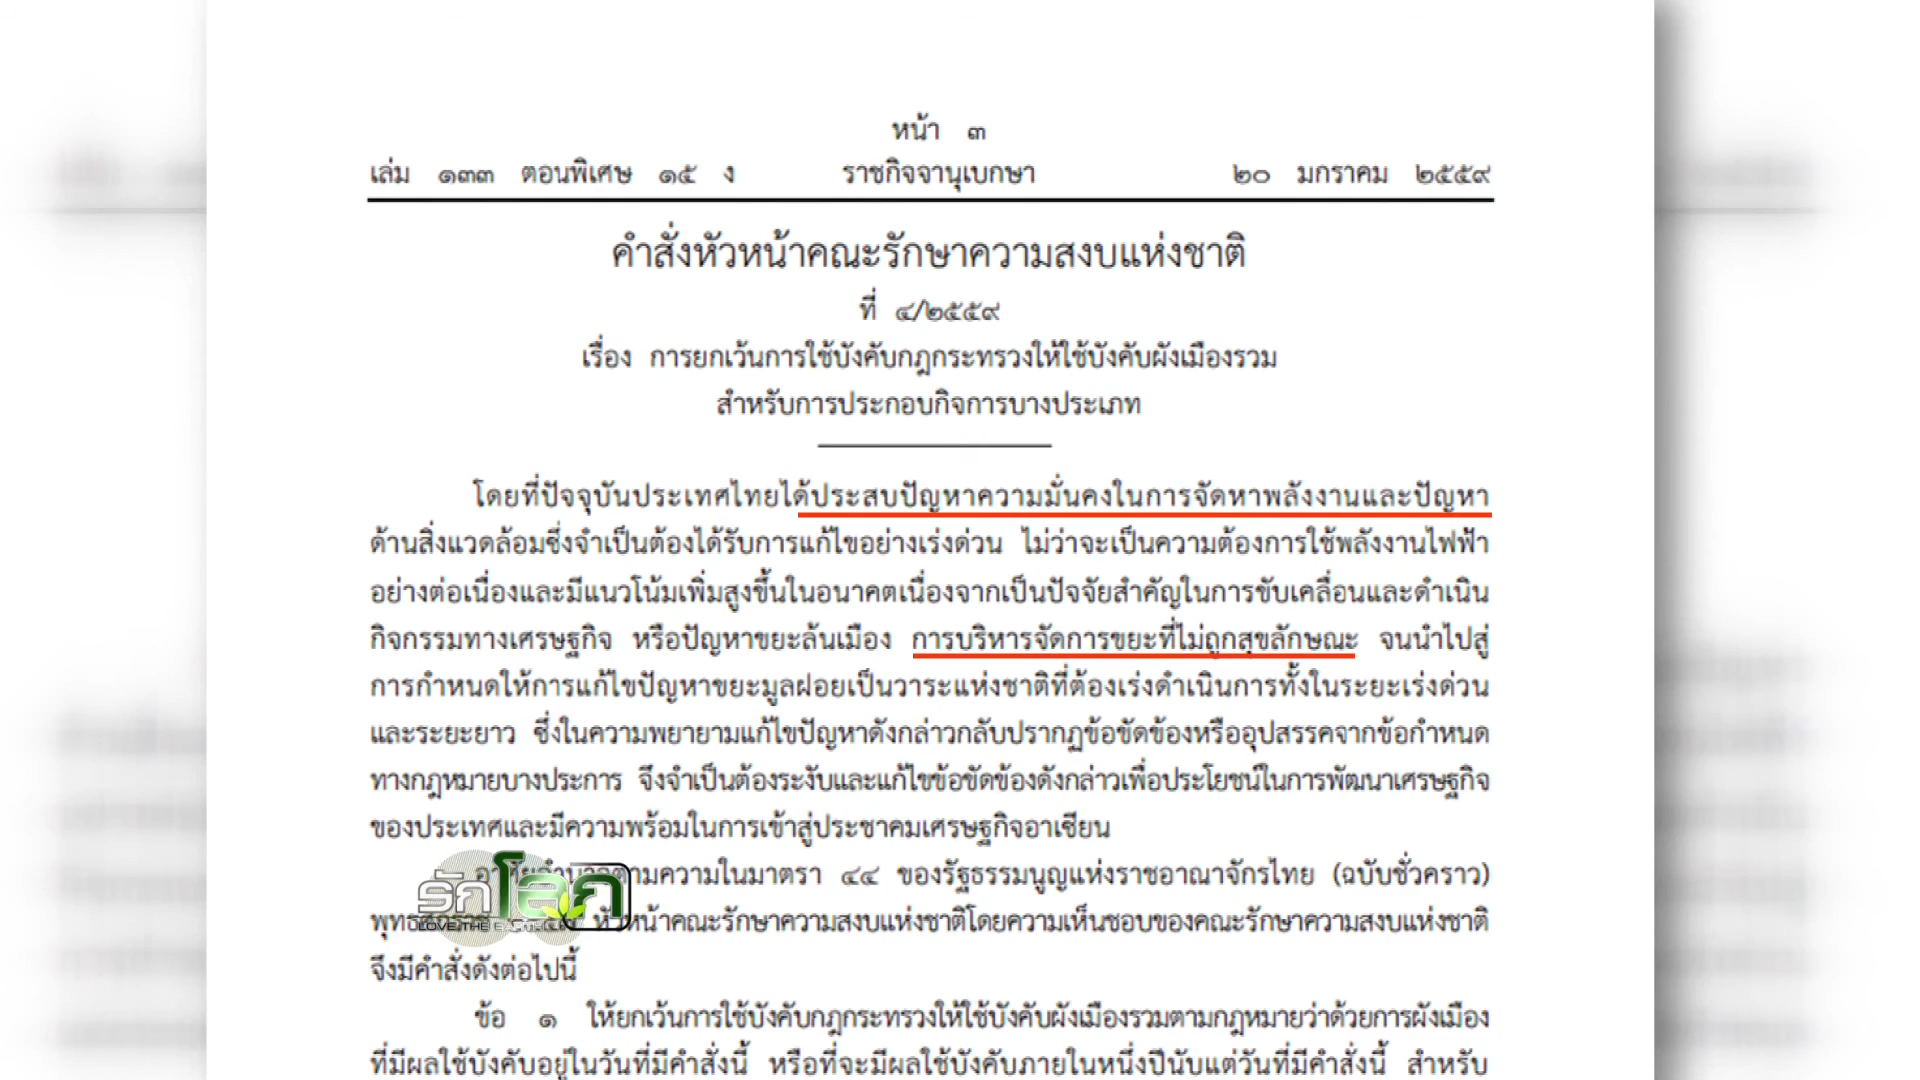 หน้า ๓
เล่ม ๑๓๓ ตอนพิเศษ ๑๕ ง ราชกิจจานุเบกษา ๒๐ มกราคม ๒๕๕๙
คำสั่งหัวหน้าคณะรักษาความสงบแห่งชาติ
ที่ ๔/๒๕๕๙
เรื่อง การยกเว้นการใช้บังคับกฎกระทรวงให้ใช้บังคับผังเมืองรวม
สำหรับการประกอบกิจการบางประเภท
โดยที่ปัจจุบันประเทศไทยได้ประสบปัญหาความมั่นคงในการจัดหาพลังงานและปัญหา
ด้านสิ่งแวดล้อมซึ่งจำเป็นต้องได้รับการแก้ไขอย่างเร่งด่วน ไม่ว่าจะเป็นความต้องการใช้พลังงานไฟฟ้า
อย่างต่อเนื่องและมีแนวโน้มเพิ่มสูงขึ้นในอนาคตเนื่องจากเป็นปัจจัยสำคัญในการขับเคลื่อนและดำเนิน
กิจกรรมทางเศรษฐกิจ หรือปัญหาขยะล้นเมือง การบริหารจัดการขยะที่ไม่ถูกสุขลักษณะ จนนำไปสู่
การกำหนดให้การแก้ไขปัญหาขยะมูลฝอยเป็นวาระแห่งชาติที่ต้องเร่งดำเนินการทั้งในระยะเร่งด่วน
และระยะยาว ซึ่งในความพยายามแก้ไขปัญหาดังกล่าวกลับปรากฏข้อขัดข้องหรืออุปสรรคจากข้อกำหนด
ทางกฎหมายบางประการ จึงจำเป็นต้องระงับและแก้ไขข้อขัดข้องดังกล่าวเพื่อประโยชน์ในการพัฒนาเศรษฐกิจ
ของประเทศและมีความพร้อมในการเข้าสู่ประชาคมเศรษฐกิจอาเซียน
อาศัยอำนาจตามความในมาตรา ๔๔ ของรัฐธรรมนูญแห่งราชอาณาจักรไทย (ฉบับชั่วคราว)
หัวหน้าคณะรักษาความสงบแห่งชาติโดยความเห็นชอบของคณะรักษาความสงบแห่งชาติ
จึงมีคำสั่งดังต่อไปนี้
ข้อ ๑ ให้ยกเว้นการใช้บังคับกฎกระทรวงให้ใช้บังคับผังเมืองรวมตามกฎหมายว่าด้วยการผังเมือง
ที่มีผลใช้บังคับอยู่ในวันที่มีคำสั่งนี้ หรือที่จะมีผลใช้บังคับภายในหนึ่งปีนับแต่วันที่มีคำสั่งนี้ สำหรับ
รักโลก
LOVE THE EARTH